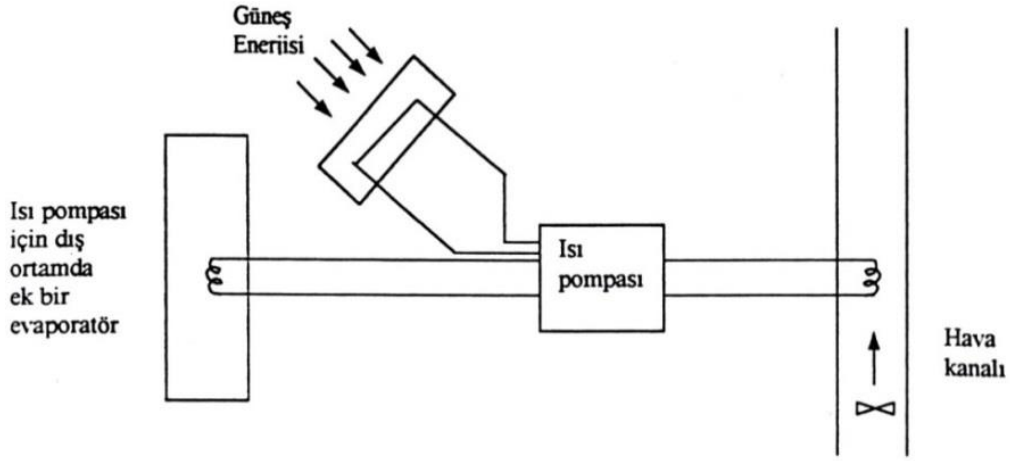 Güneş
Enerjisi
Isı pompası
için dış
ortamda
ek bir
evaporatör
Isı
pompası
Hava
kanalı